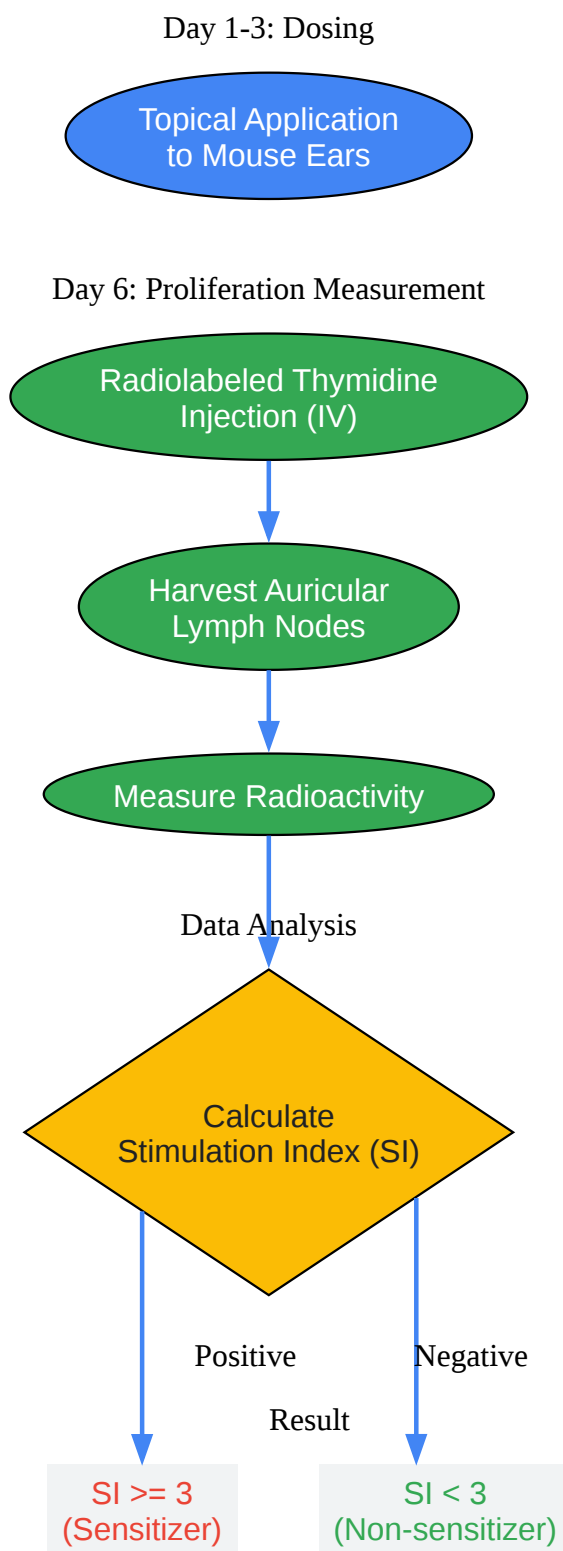 Day 1-3: Dosing
Topical Application
to Mouse Ears
Day 6: Proliferation Measurement
Radiolabeled Thymidine
Injection (IV)
Harvest Auricular
Lymph Nodes
Measure Radioactivity
Data Analysis
Calculate
Stimulation Index (SI)
Positive
Negative
Result
SI >= 3
(Sensitizer)
SI < 3
(Non-sensitizer)